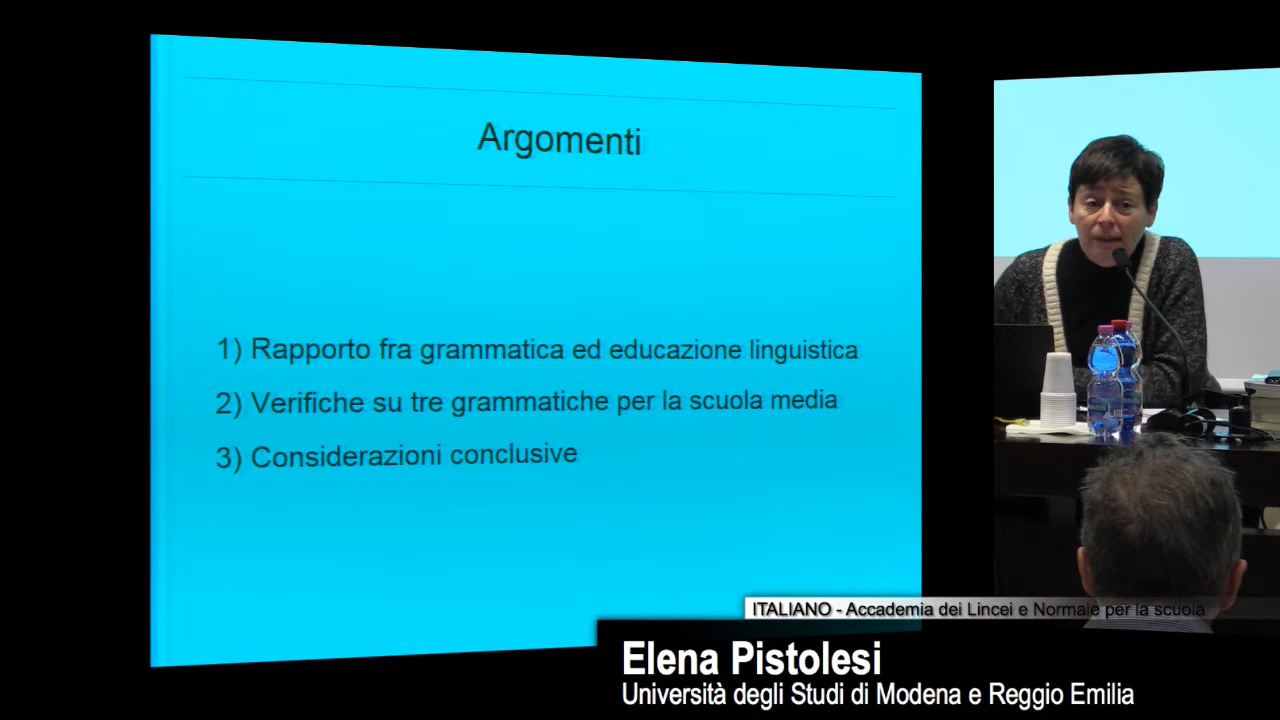 Argomenti
1) Rapporto fra grammatica ed educazione linguistica
2) Verifiche su tre grammatiche per la scuola media
3) Considerazioni conclusive
ITALIANO - Accademia dei Lincei e Normale per la scuola
Elena Pistolesi
Università degli Studi di Modena e Reggio Emilia